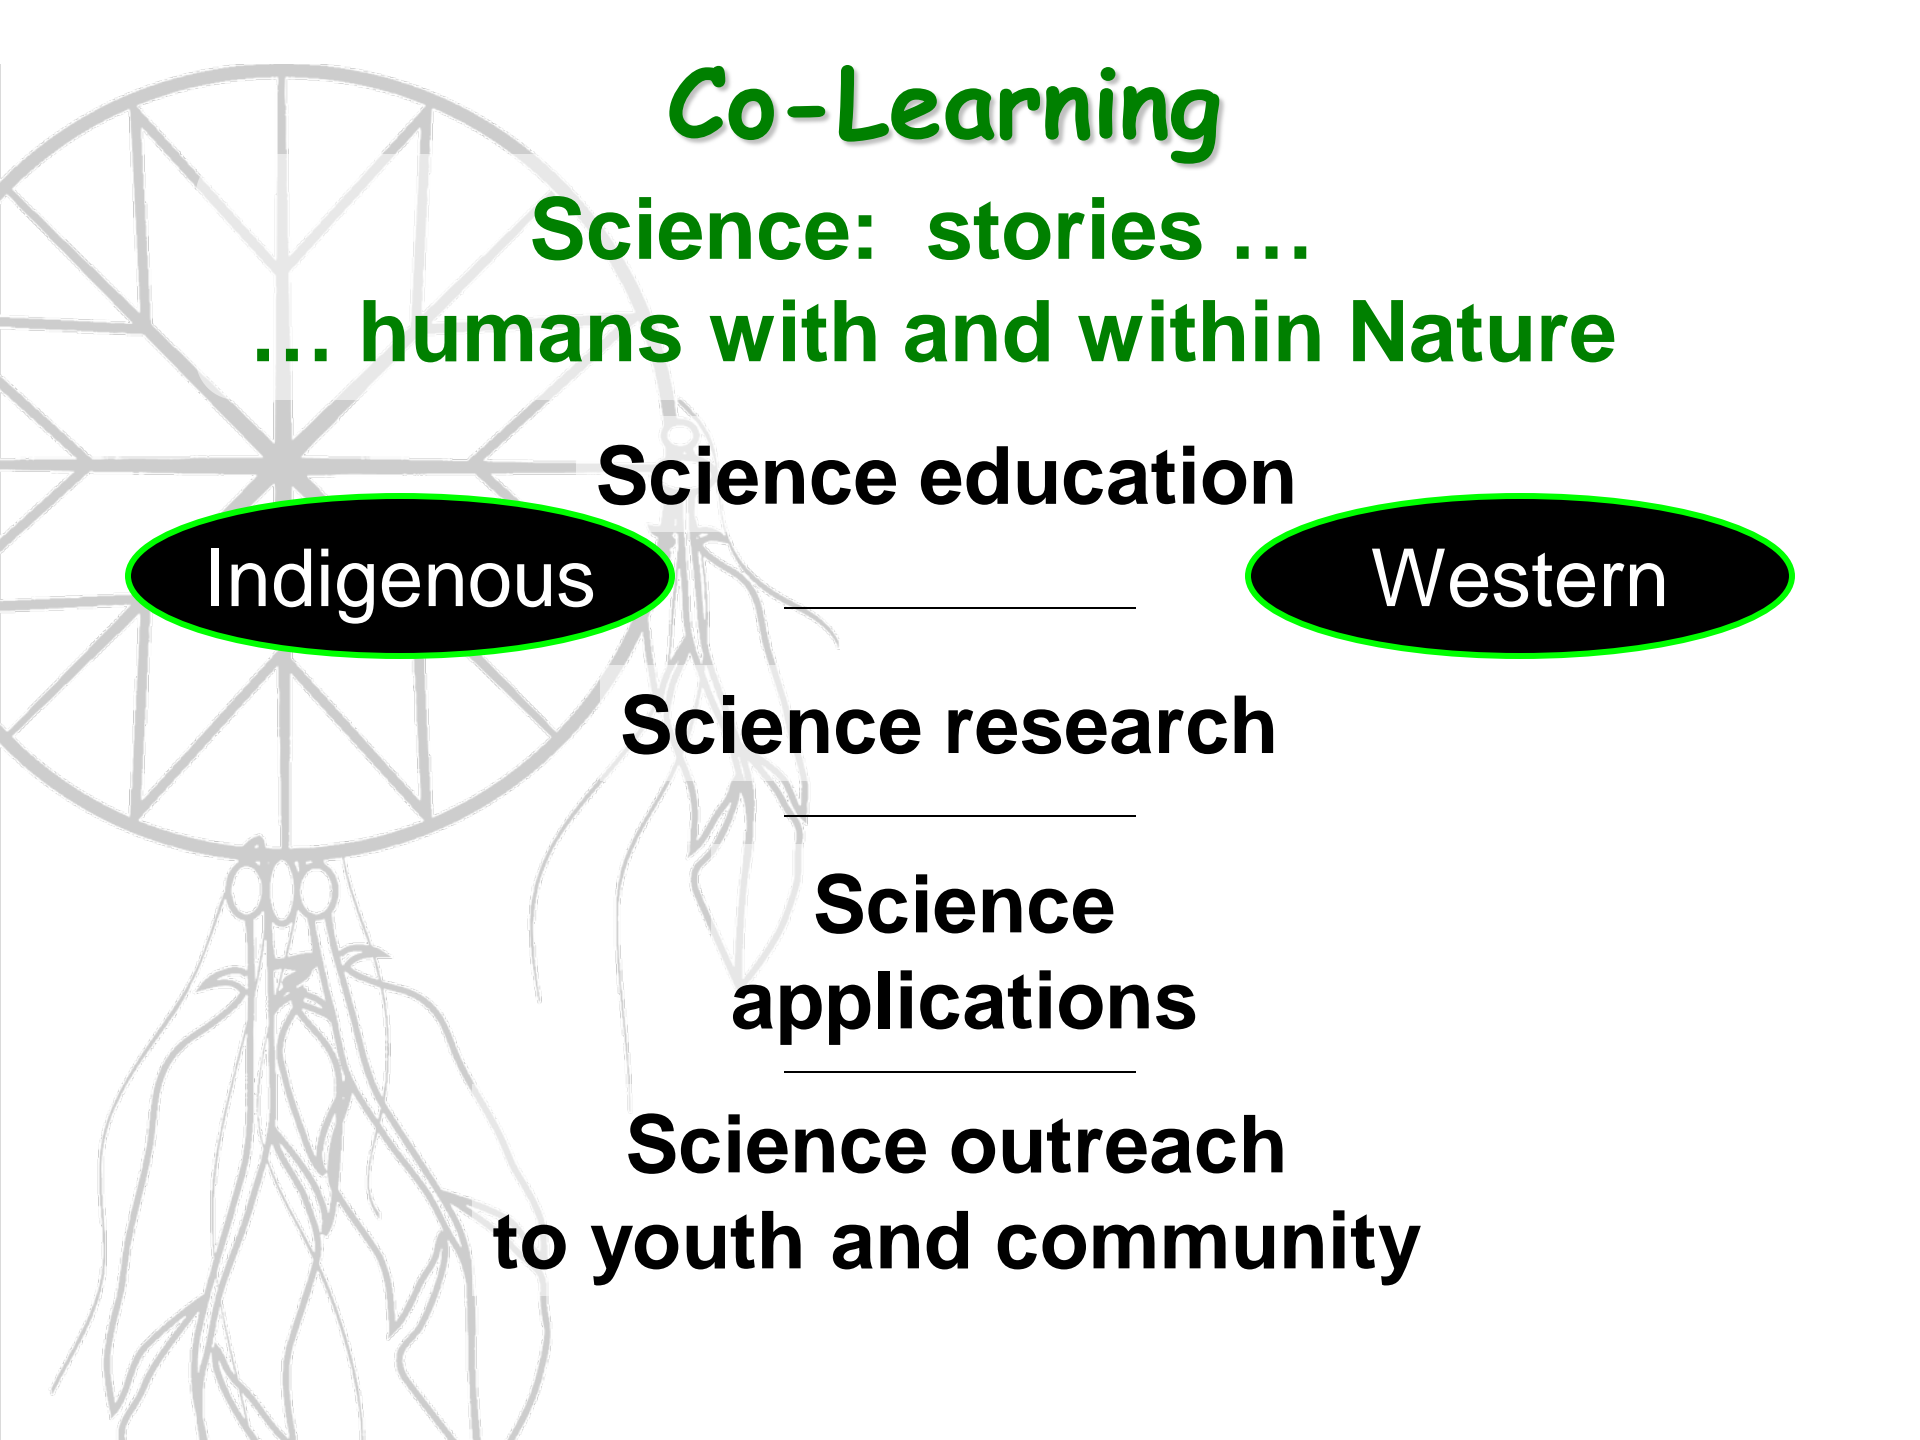 Co-Learning
Science:  stories …
… humans with and within Nature
Science education
Indigenous
Western
Science research
Science
applications
Science outreach
to youth and community